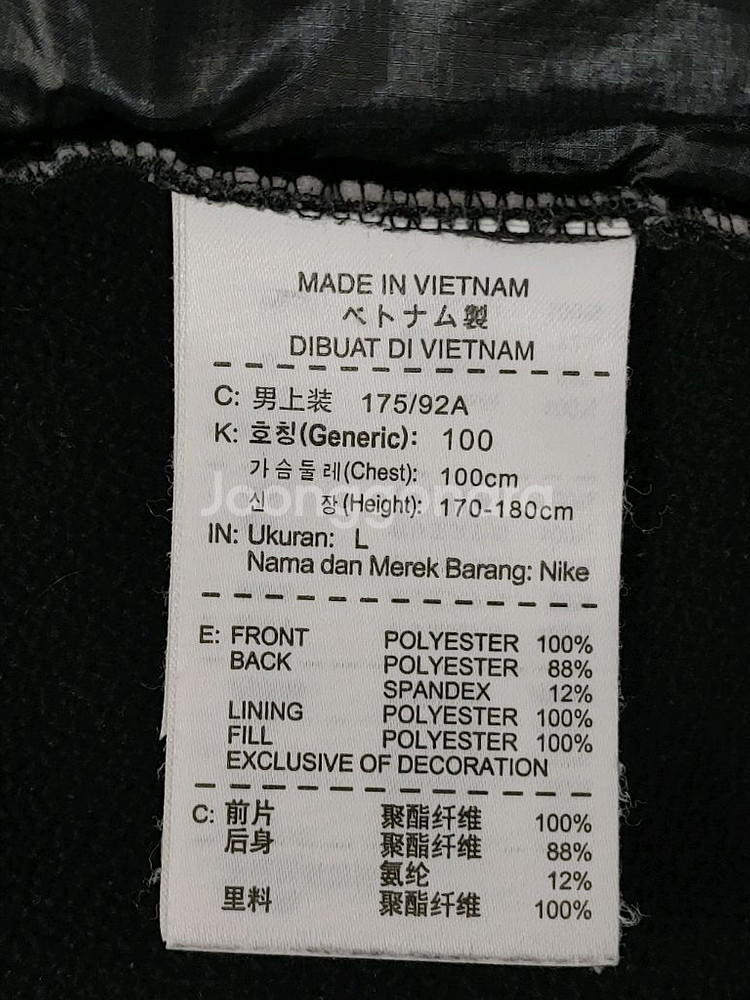 MADE IN VIETNAM
ベトナム製
DIBUAT DI VIETNAM
C: 男上装 175/92A
K: 호칭(Generic): 100
가슴둘레(Chest): 100cm
신 장(Height): 170-180cm
Joonggonara
IN: Ukuran: L
Nama dan Merek Barang: Nike
E: FRONT POLYESTER 100%
BACK POLYESTER 88%
SPANDEX 12%
LINING POLYESTER 100%
FILL POLYESTER 100%
EXCLUSIVE OF DECORATION
C: 前片 聚酯纤维 100%
后身 聚酯纤维 88%
氨纶 12%
里料 聚酯纤维 100%